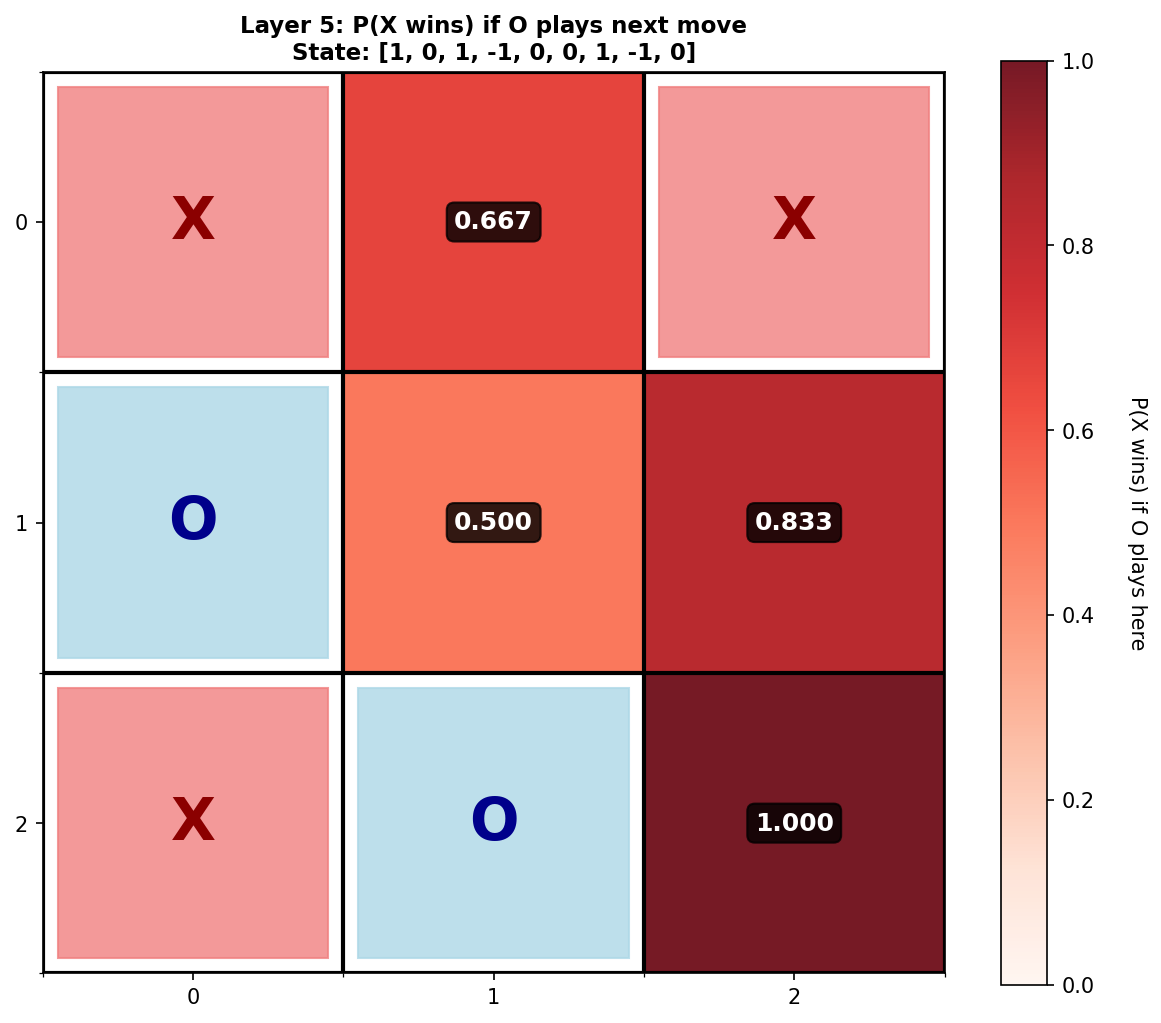 Layer 5: P(X wins) if O plays next move
State: [1, 0, 1, -1, 0, 0, 1, -1, 0]
0
X
0.667
X
1
O
0.500
0.833
2
X
O
1.000
0
1
2
1.0
0.8
0.6
0.4
0.2
0.0
P(X wins) if O plays here